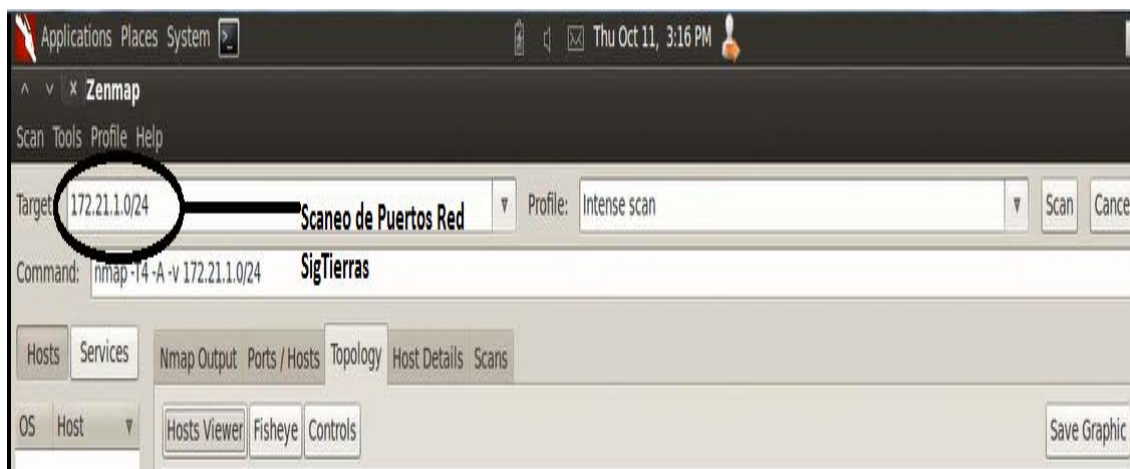 Applications Places System Thu Oct 11, 3:16 PM
Zenmap
Scan Tools Profile Help
Target: 172.21.1.0/24 Profile: Intense scan Scan Cance
Scaneo de Puertos Red
SigTierras
Command: nmap -T4 -A -v 172.21.1.0/24
Hosts Services Nmap Output Ports / Hosts Topology Host Details Scans
OS Host Hosts Viewer Fisheye Controls Save Graphic